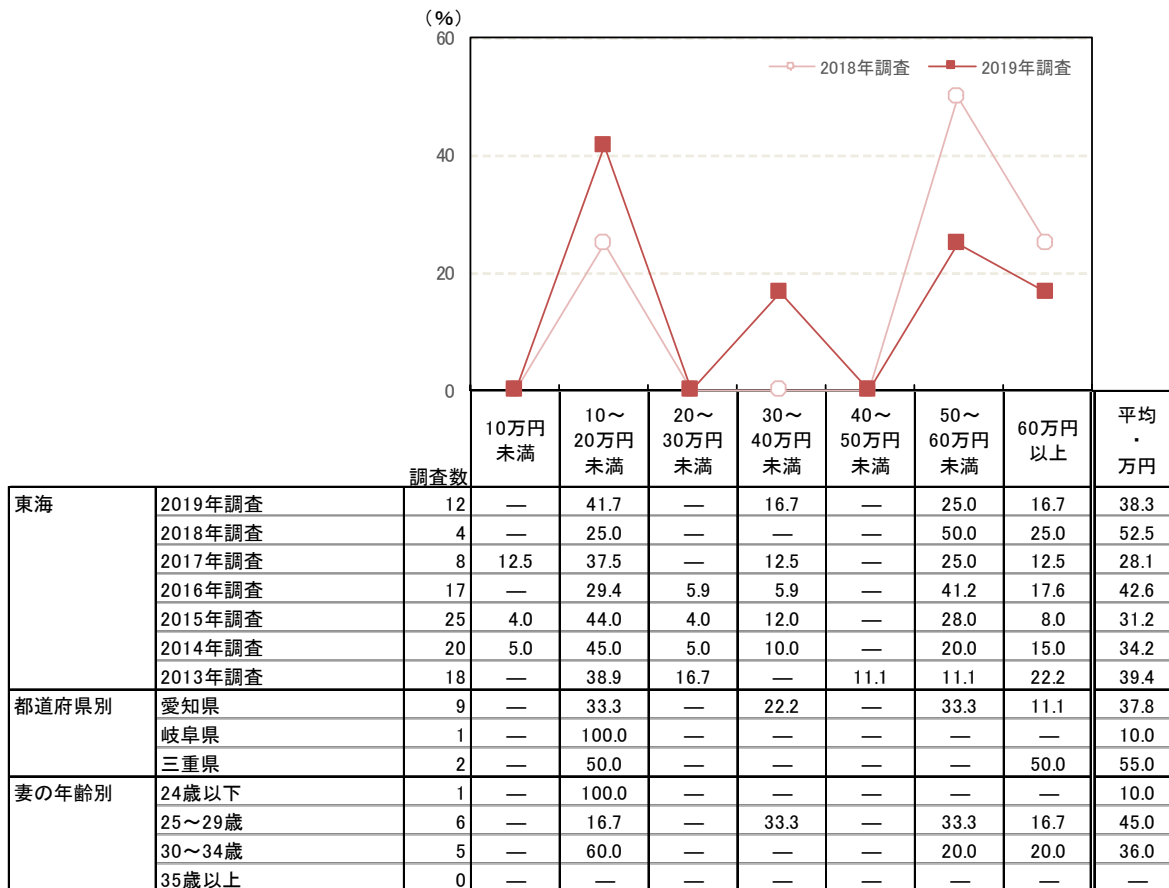 （％）
60
2018年調査 2019年調査
40
20
0
調査数 10万円未満 10～20万円未満 20～30万円未満 30～40万円未満 40～50万円未満 50～60万円未満 60万円以上 平均・万円
東海 2019年調査 12 — 41.7 — 16.7 — 25.0 16.7 38.3
2018年調査 4 — 25.0 — — — 50.0 25.0 52.5
2017年調査 8 12.5 37.5 — 12.5 — 25.0 12.5 28.1
2016年調査 17 — 29.4 5.9 5.9 — 41.2 17.6 42.6
2015年調査 25 4.0 44.0 4.0 12.0 — 28.0 8.0 31.2
2014年調査 20 5.0 45.0 5.0 10.0 — 20.0 15.0 34.2
2013年調査 18 — 38.9 16.7 — 11.1 11.1 22.2 39.4
都道府県別 愛知県 9 — 33.3 — 22.2 — 33.3 11.1 37.8
岐阜県 1 — 100.0 — — — — — 10.0
三重県 2 — 50.0 — — — — 50.0 55.0
妻の年齢別 24歳以下 1 — 100.0 — — — — — 10.0
25～29歳 6 — 16.7 — 33.3 — 33.3 16.7 45.0
30～34歳 5 — 60.0 — — — 20.0 20.0 36.0
35歳以上 0 — — — — — — — —